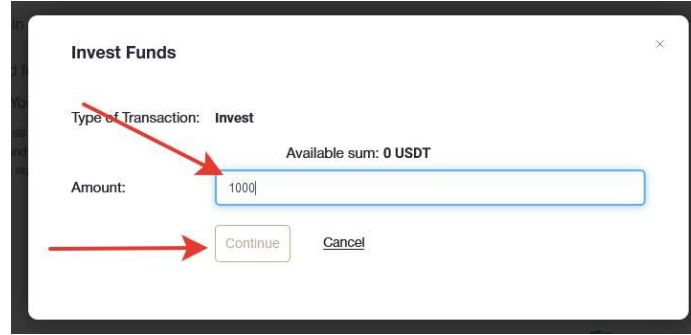 Invest Funds
Type of Transaction: Invest
Available sum: 0 USDT
Amount: 1000
Continue Cancel